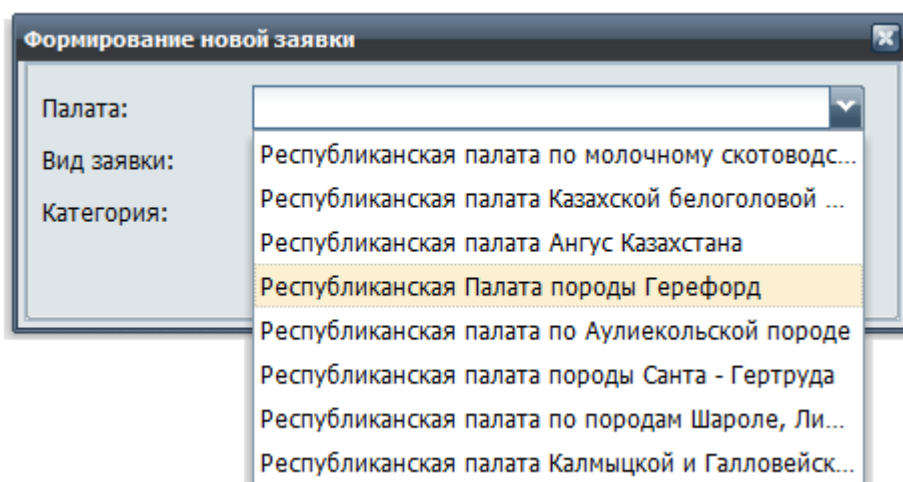 Формирование новой заявки
Палата:
Республиканская палата по молочному скотоводс...
Вид заявки:
Республиканская палата Казахской белоголовой ...
Категория:
Республиканская палата Ангус Казахстана
Республиканская Палата породы Герефорд
Республиканская палата по Аулиекольской породе
Республиканская палата породы Санта - Гертруда
Республиканская палата по породам Шароле, Ли...
Республиканская палата Калмыцкой и Галловейск...